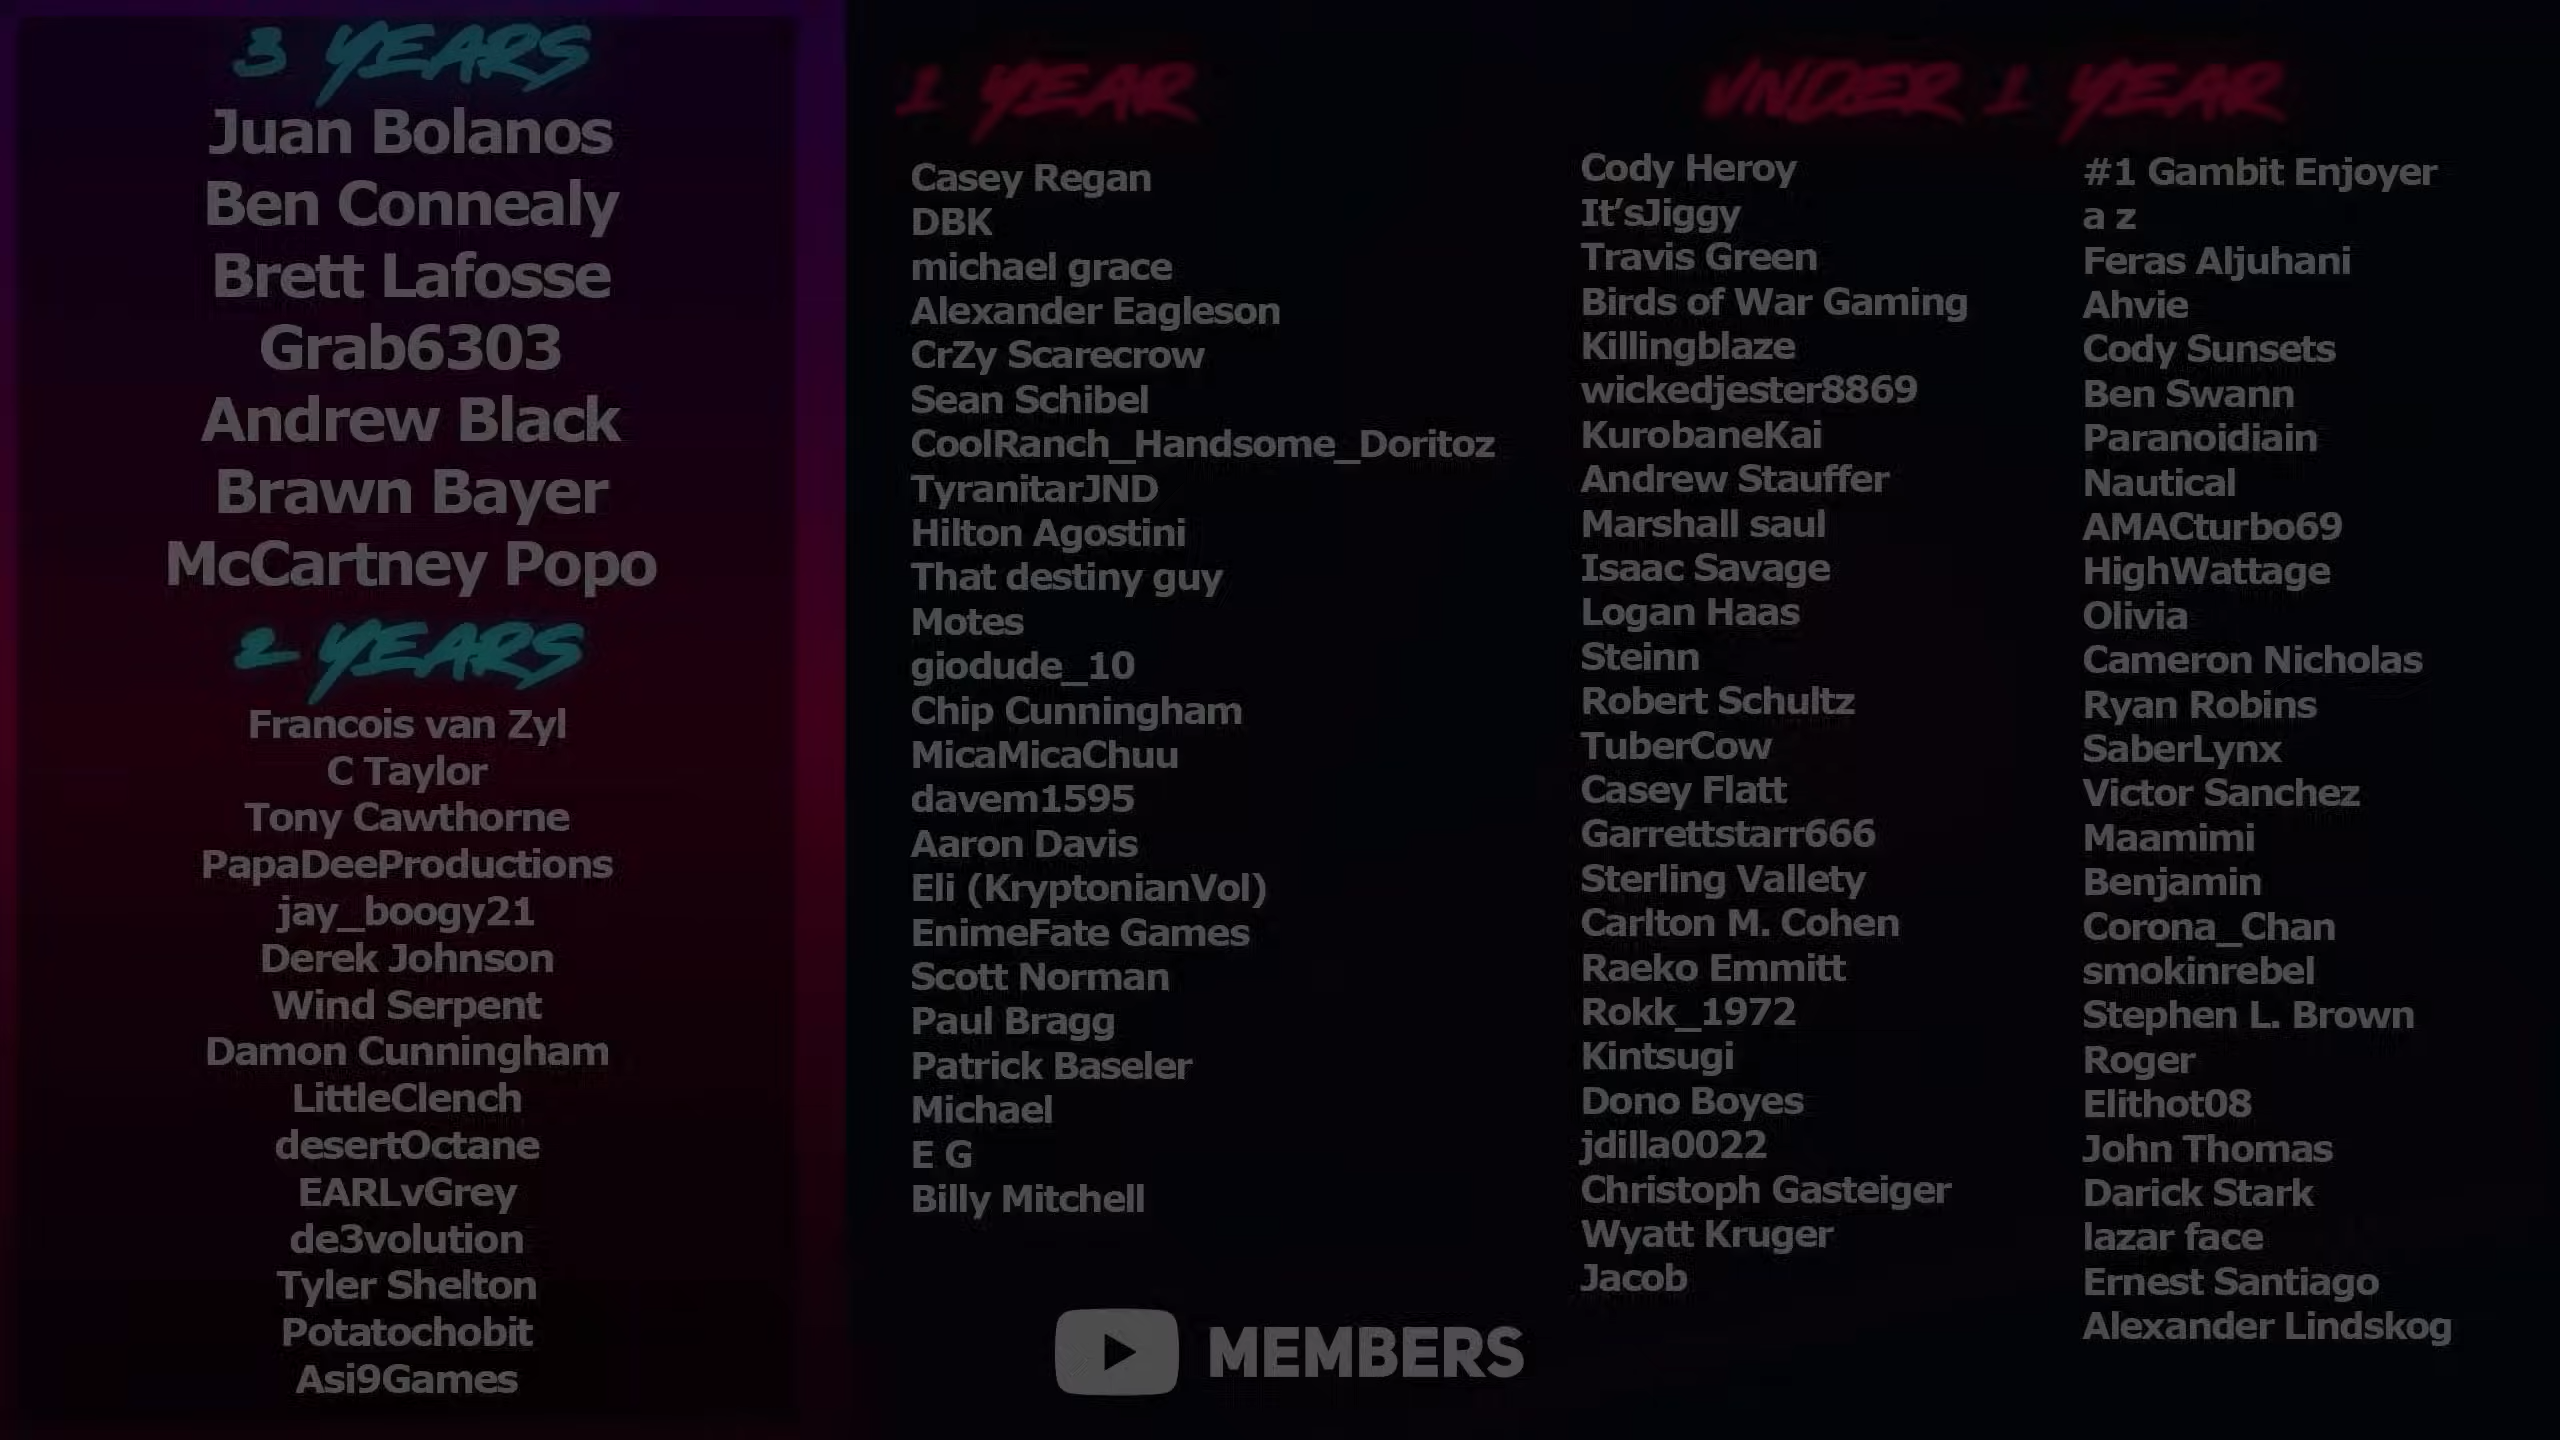 3 YEARS
Juan Bolanos
Ben Connealy
Brett Lafosse
Grab6303
Andrew Black
Brawn Bayer
McCartney Popo
2 YEARS
Francois van Zyl
C Taylor
Tony Cawthorne
PapaDeeProductions
jay_boogy21
Derek Johnson
Wind Serpent
Damon Cunningham
LittleClench
desertOctane
EARLvGrey
de3volution
Tyler Shelton
Potatochobit
Asi9Games
1 YEAR
Casey Regan
DBK
michael grace
Alexander Eagleson
CrZy Scarecrow
Sean Schibel
CoolRanch_Handsome_Doritoz
TyranitarJND
Hilton Agostini
That destiny guy
Motes
giodude_10
Chip Cunningham
MicaMicaChuu
davem1595
Aaron Davis
Eli (KryptonianVol)
EnimeFate Games
Scott Norman
Paul Bragg
Patrick Baseler
Michael
E G
Billy Mitchell
UNDER 1 YEAR
Cody Heroy
It’sJiggy
Travis Green
Birds of War Gaming
Killingblaze
wickedjester8869
KurobaneKai
Andrew Stauffer
Marshall saul
Isaac Savage
Logan Haas
Steinn
Robert Schultz
TuberCow
Casey Flatt
Garrettstarr666
Sterling Vallety
Carlton M. Cohen
Raeko Emmitt
Rokk_1972
Kintsugi
Dono Boyes
jdilla0022
Christoph Gasteiger
Wyatt Kruger
Jacob
#1 Gambit Enjoyer
a z
Feras Aljuhani
Ahvie
Cody Sunsets
Ben Swann
Paranoidiain
Nautical
AMACturbo69
HighWattage
Olivia
Cameron Nicholas
Ryan Robins
SaberLynx
Victor Sanchez
Maamimi
Benjamin
Corona_Chan
smokinrebel
Stephen L. Brown
Roger
Elithot08
John Thomas
Darick Stark
lazar face
Ernest Santiago
Alexander Lindskog
MEMBERS